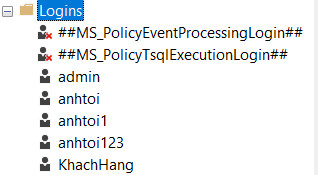 Logins
##MS_PolicyEventProcessingLogin##
##MS_PolicyTsqlExecutionLogin##
admin
anhtoi
anhtoi1
anhtoi123
KhachHang